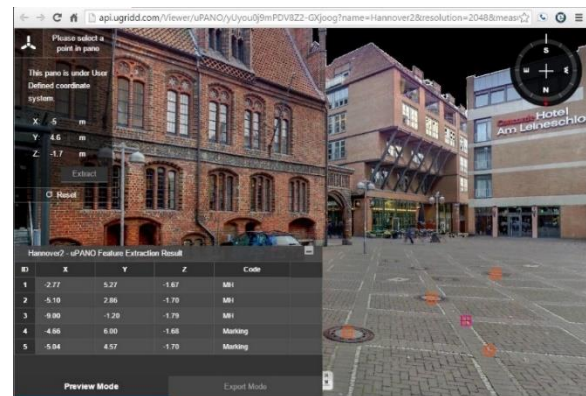 api.ugridd.com/Viewer/uPANO/yUyou0j9mPDV8Z2-GXjoog?name=Hannover2&resolution=2048&measu
Please select a
point in pano
This pano is under User
Defined coordinate
system
X: -5 m
Y: 4.6 m
Z: -1.7 m
Extract
Reset
S
N
Hotel
Am Leineschlo
Hannover2 - uPANO Feature Extraction Result
ID X Y Z Code
1 -2.77 5.27 -1.67 MH
2 -5.10 2.86 -1.70 MH
3 -9.00 -1.20 -1.79 MH
4 -4.66 6.00 -1.68 Marking
5 -5.04 4.57 -1.70 Marking
Preview Mode Export Mode